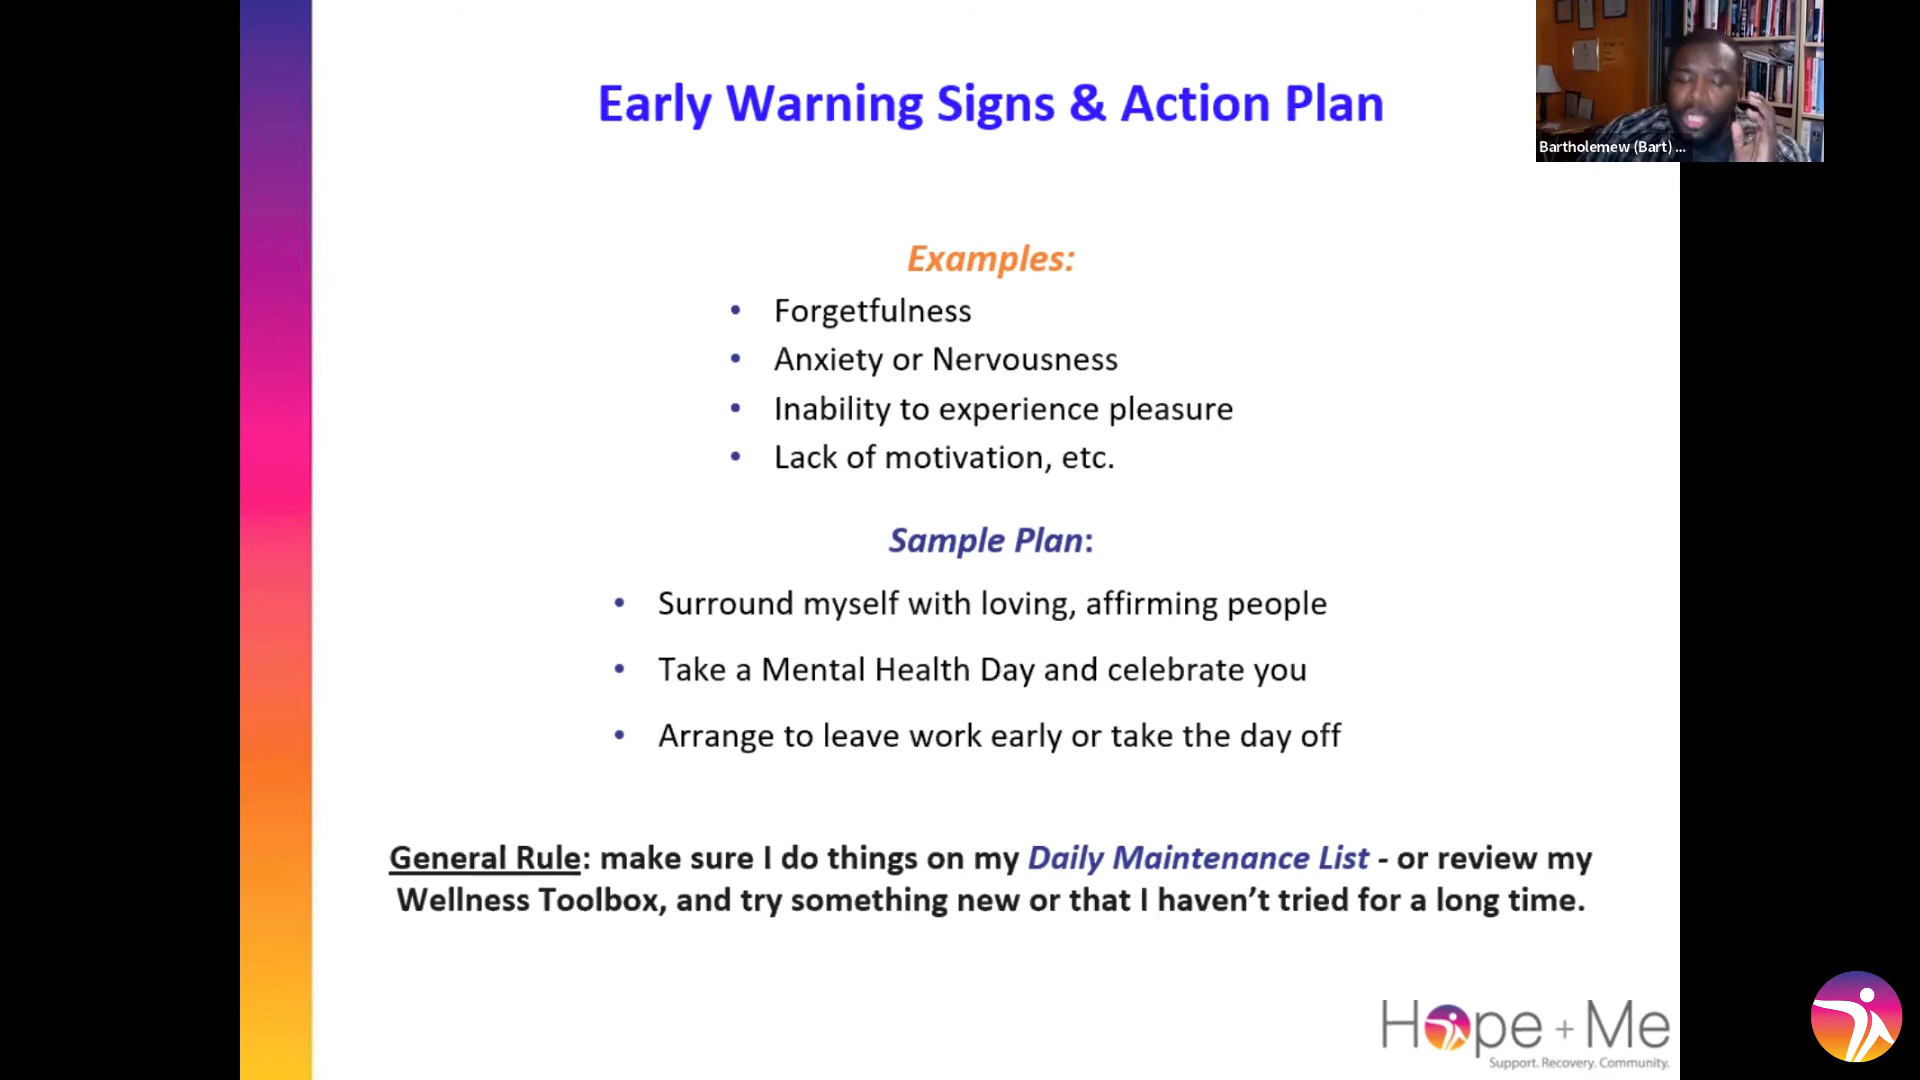 Early Warning Signs & Action Plan
Bartholemew (Bart) ...
Examples:
• Forgetfulness
• Anxiety or Nervousness
• Inability to experience pleasure
• Lack of motivation, etc.
Sample Plan:
• Surround myself with loving, affirming people
• Take a Mental Health Day and celebrate you
• Arrange to leave work early or take the day off
General Rule: make sure I do things on my Daily Maintenance List - or review my
Wellness Toolbox, and try something new or that I haven’t tried for a long time.
Hope + Me
Support. Recovery. Community.